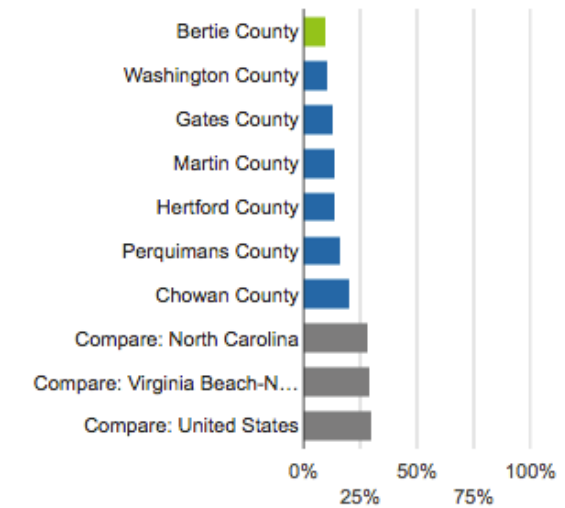 Bertie County
Washington County
Gates County
Martin County
Hertford County
Perquimans County
Chowan County
Compare: North Carolina
Compare: Virginia Beach-N...
Compare: United States
0% 50% 100%
25% 75%